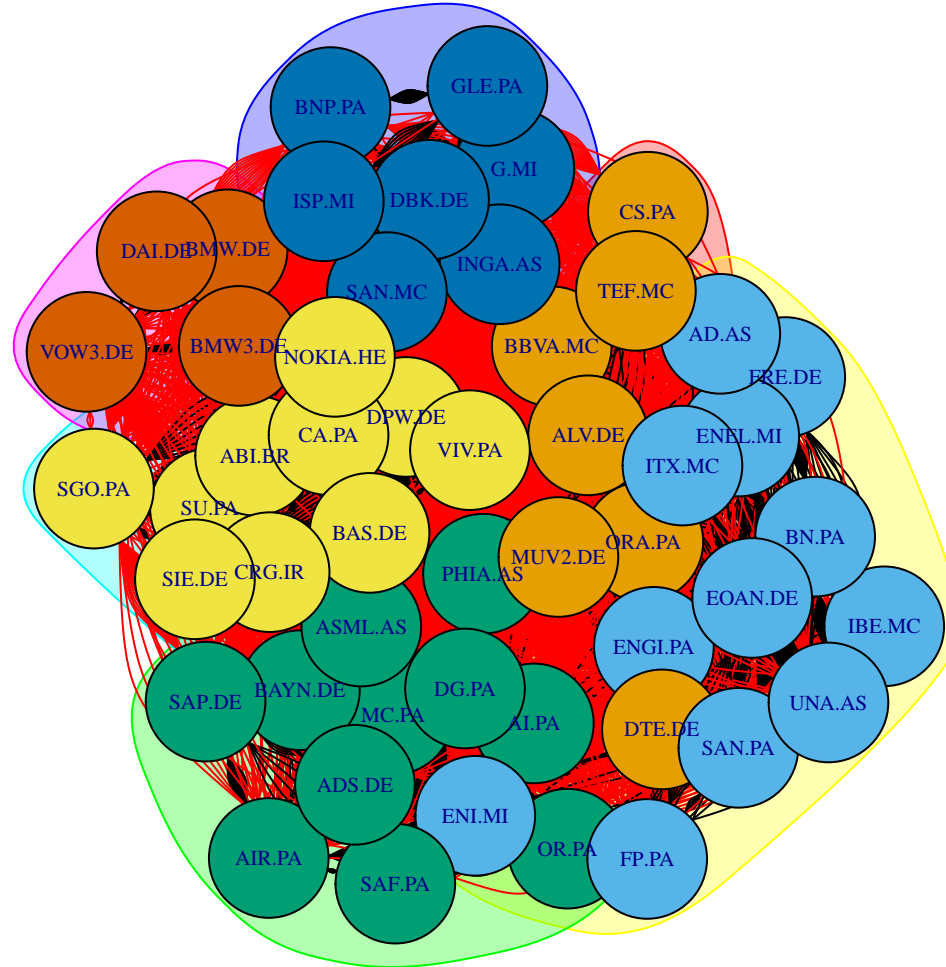 GLE.PA
BNP.PA
G.MI
ISP.MI
DBK.DE
CS.PA
DAI.DE
BMW.DE
INGA.AS
SAN.MC
TEF.MC
AD.AS
VOW3.DE
BMW3.DE
NOKIA.HE
BBVA.MC
FRE.DE
DPW.DE
CA.PA
ALV.DE
ENEL.MI
ABI.BR
VIV.PA
ITX.MC
SGO.PA
SU.PA
BAS.DE
ORA.PA
BN.PA
MUV2.DE
SIE.DE
CRG.IR
PHIA.AS
EOAN.DE
ASML.AS
IBE.MC
ENGI.PA
SAP.DE
BAYN.DE
DG.PA
UNA.AS
MC.PA
AI.PA
DTE.DE
SAN.PA
ADS.DE
ENI.MI
OR.PA
AIR.PA
FP.PA
SAF.PA